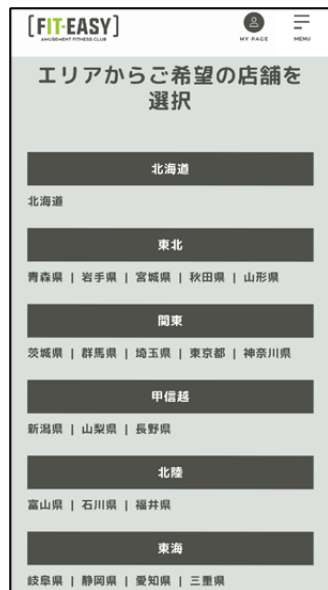 [FIT-EASY]
AMUSEMENT FITNESS CLUB
MY PAGE
MENU
エリアからご希望の店舗を
選択
北海道
北海道
東北
青森県 | 岩手県 | 宮城県 | 秋田県 | 山形県
関東
茨城県 | 群馬県 | 埼玉県 | 東京都 | 神奈川県
甲信越
新潟県 | 山梨県 | 長野県
北陸
富山県 | 石川県 | 福井県
東海
岐阜県 | 静岡県 | 愛知県 | 三重県